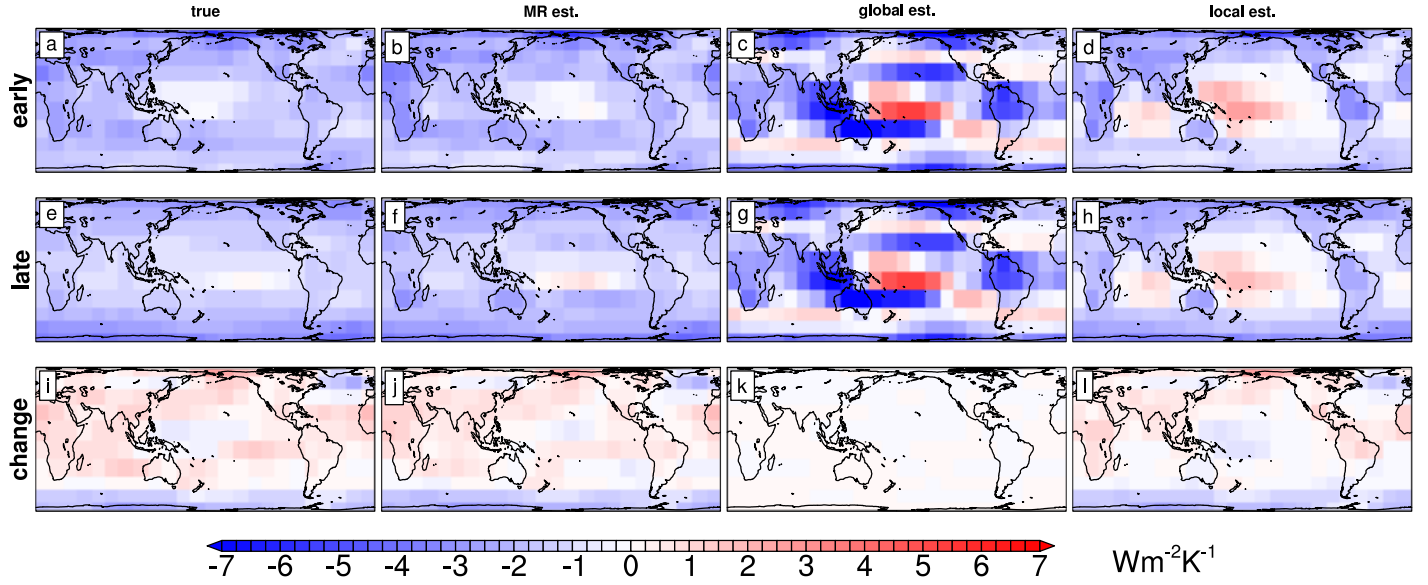 true MR est. global est. local est.
early
a b c d
late
e f g h
change
i j k l
-7 -6 -5 -4 -3 -2 -1 0 1 2 3 4 5 6 7 Wm⁻²K⁻¹